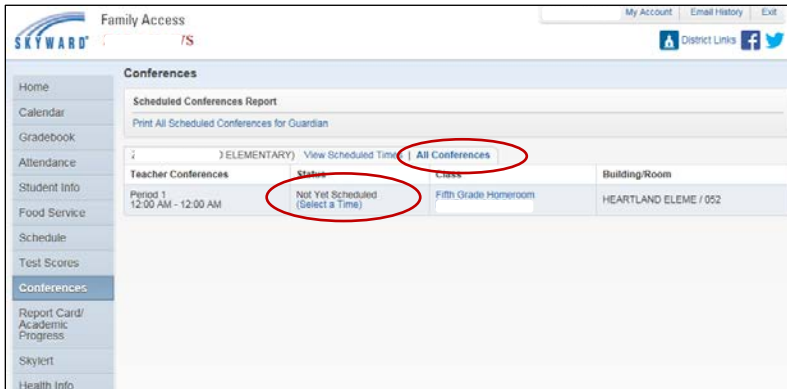 My Account Email History Exit
Family Access
SKYWARD®
District Links
Conferences
Home
Calendar
Gradebook
Attendance
Student Info
Food Service
Schedule
Test Scores
Conferences
Report Card/
Academic
Progress
Skylert
Health Info
Scheduled Conferences Report
Print All Scheduled Conferences for Guardian
ELEMENTARY) View Scheduled Times | All Conferences
Teacher Conferences Status Class Building/Room
Period 1 Not Yet Scheduled Fifth Grade Homeroom HEARTLAND ELEME / 052
12:00 AM - 12:00 AM (Select a Time)